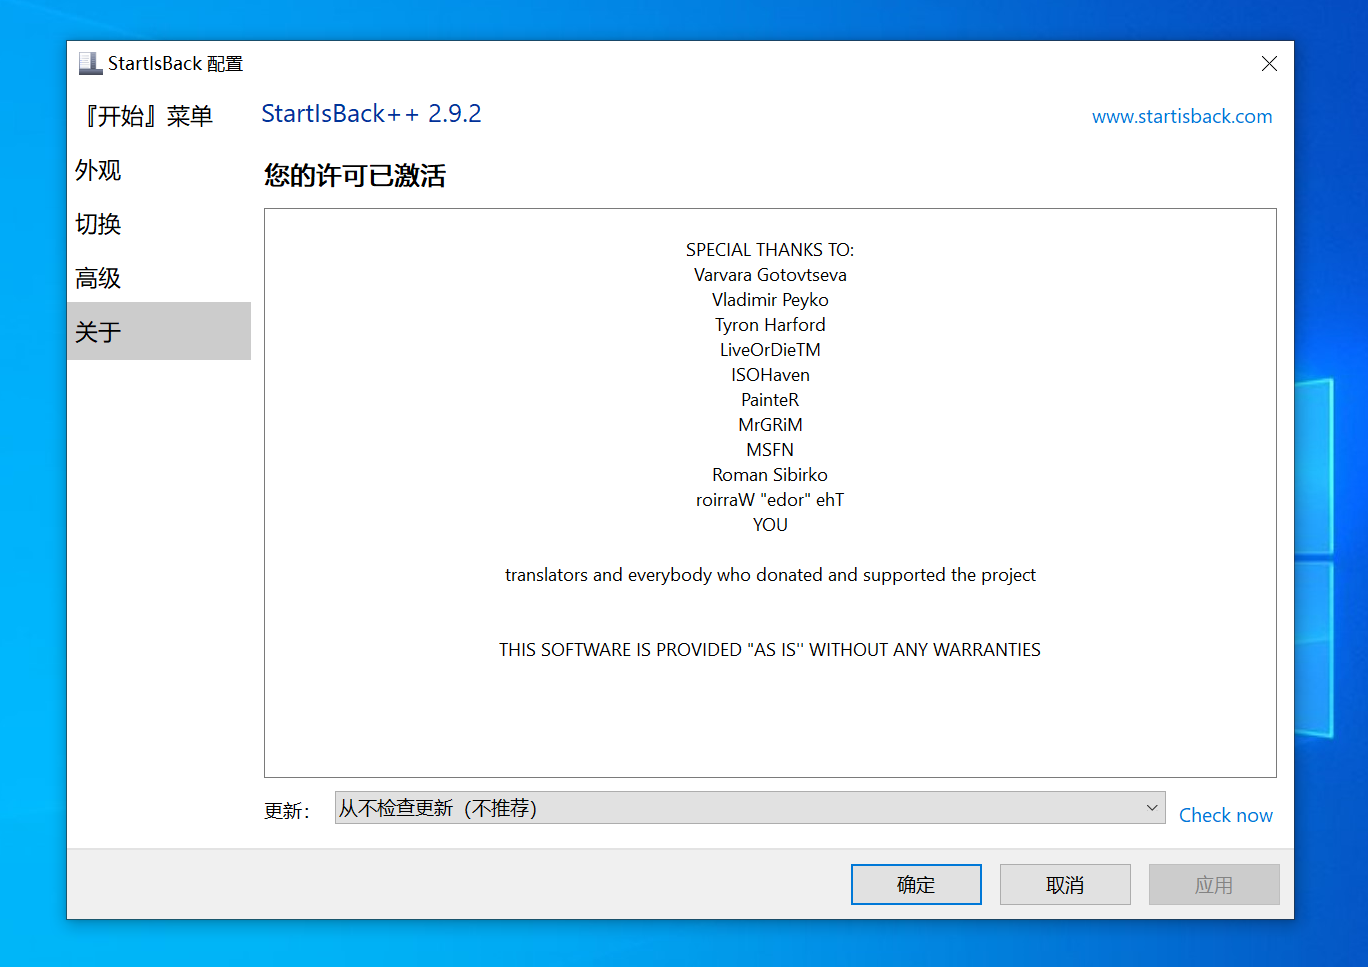 StartIsBack 配置
『开始』菜单
外观
切换
高级
关于
StartIsBack++ 2.9.2
www.startisback.com
您的许可已激活
SPECIAL THANKS TO:
Varvara Gotovtseva
Vladimir Peyko
Tyron Harford
LiveOrDieTM
ISOHaven
PainteR
MrGRiM
MSFN
Roman Sibirko
roirraW "edor" ehT
YOU
translators and everybody who donated and supported the project
THIS SOFTWARE IS PROVIDED "AS IS" WITHOUT ANY WARRANTIES
更新：
从不检查更新（不推荐）
Check now
确定
取消
应用